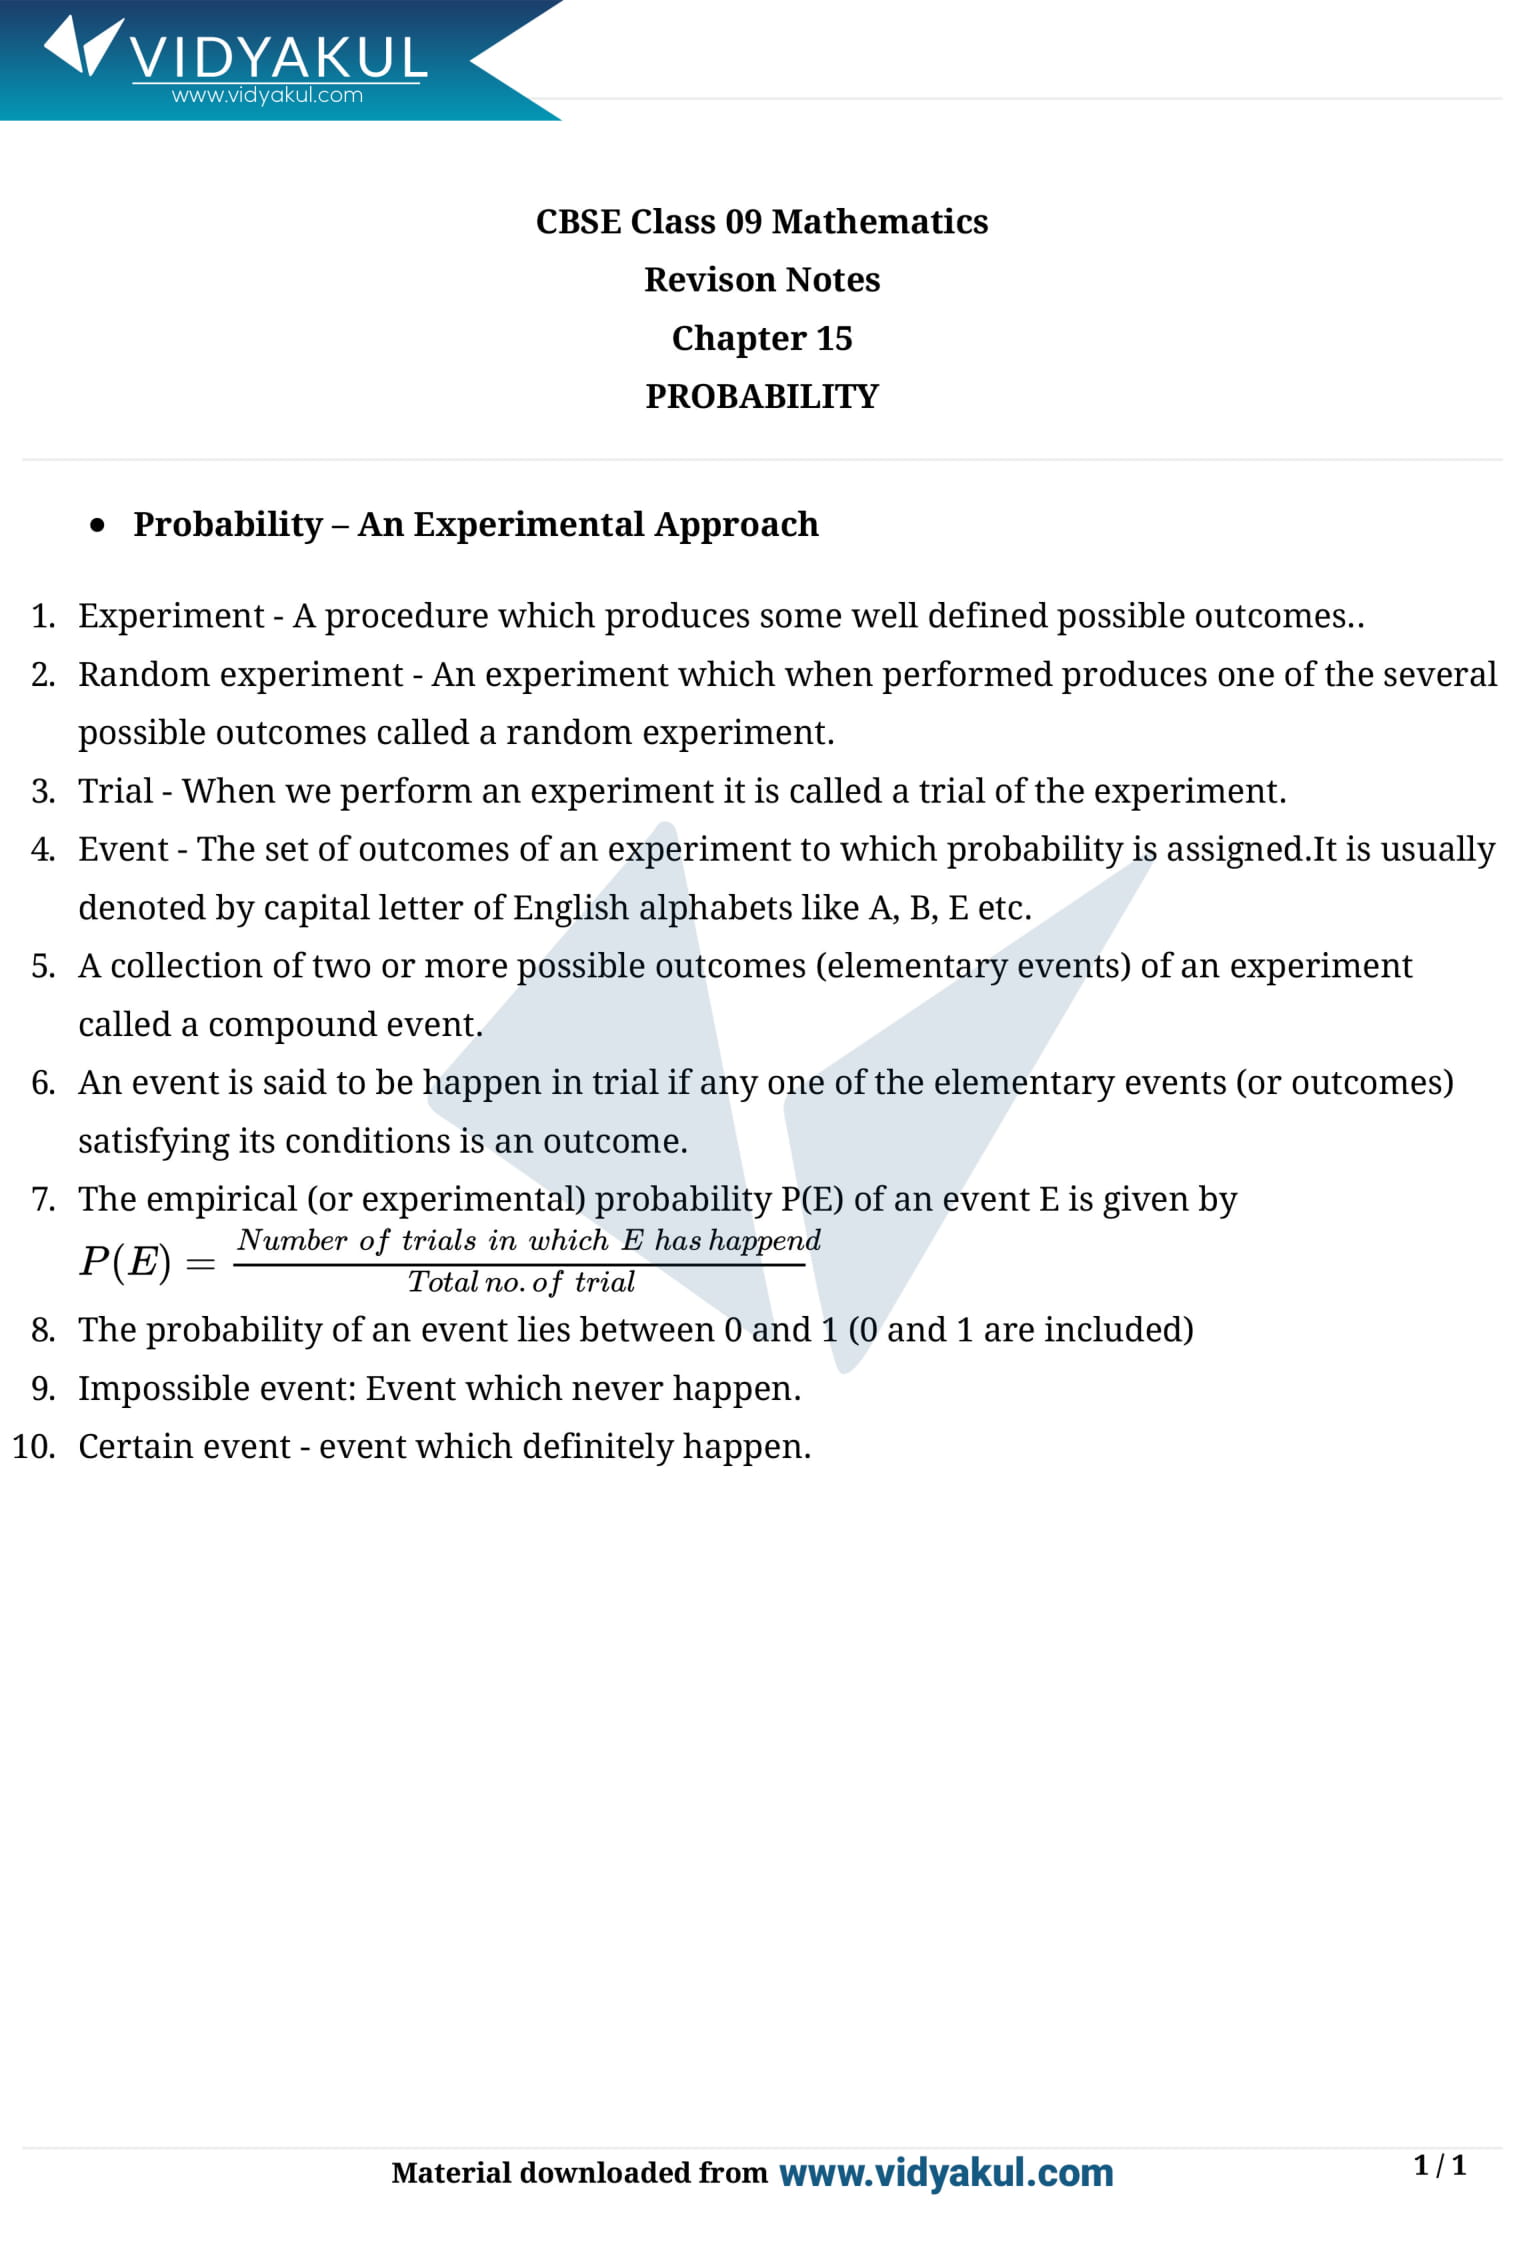 VIDYAKUL
www.vidyakul.com
CBSE Class 09 Mathematics
Revison Notes
Chapter 15
PROBABILITY
• Probability – An Experimental Approach
1. Experiment - A procedure which produces some well defined possible outcomes..
2. Random experiment - An experiment which when performed produces one of the several
possible outcomes called a random experiment.
3. Trial - When we perform an experiment it is called a trial of the experiment.
4. Event - The set of outcomes of an experiment to which probability is assigned.It is usually
denoted by capital letter of English alphabets like A, B, E etc.
5. A collection of two or more possible outcomes (elementary events) of an experiment
called a compound event.
6. An event is said to be happen in trial if any one of the elementary events (or outcomes)
satisfying its conditions is an outcome.
7. The empirical (or experimental) probability P(E) of an event E is given by
P(E) = Number of trials in which E has happend
Total no. of trial
8. The probability of an event lies between 0 and 1 (0 and 1 are included)
9. Impossible event: Event which never happen.
10. Certain event - event which definitely happen.
Material downloaded from www.vidyakul.com
1 / 1